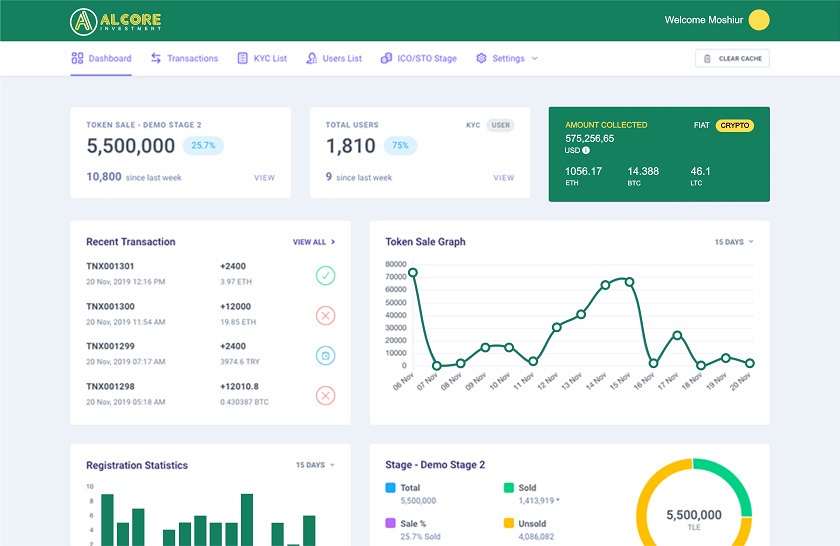 ALCORE
INVESTMENT
Welcome Moshiur
Dashboard
Transactions
KYC List
Users List
ICO/STO Stage
Settings
CLEAR CACHE
TOKEN SALE - DEMO STAGE 2
5,500,000 25.7%
10,800 since last week VIEW
TOTAL USERS KYC USER
1,810 75%
9 since last week VIEW
AMOUNT COLLECTED FIAT CRYPTO
575,256,65
USD
1056.17 14.388 46.1
ETH BTC LTC
Recent Transaction VIEW ALL
TNX001301 +2400
20 Nov, 2019 12:16 PM 3.97 ETH
TNX001300 +12000
20 Nov, 2019 11:54 AM 19.85 ETH
TNX001299 +2400
20 Nov, 2019 07:17 AM 3974.6 TRY
TNX001298 +12010.8
20 Nov, 2019 05:18 AM 0.430387 BTC
Token Sale Graph 15 DAYS
80000
70000
60000
50000
40000
30000
20000
10000
0
06 Nov 07 Nov 08 Nov 09 Nov 10 Nov 11 Nov 12 Nov 13 Nov 14 Nov 15 Nov 16 Nov 17 Nov 18 Nov 19 Nov 20 Nov
Registration Statistics 15 DAYS
10
8
6
4
2
Stage - Demo Stage 2
Total Sold
5,500,000 1,413,919 *
Sale % Unsold
25.7% Sold 4,086,082
5,500,000
TLE